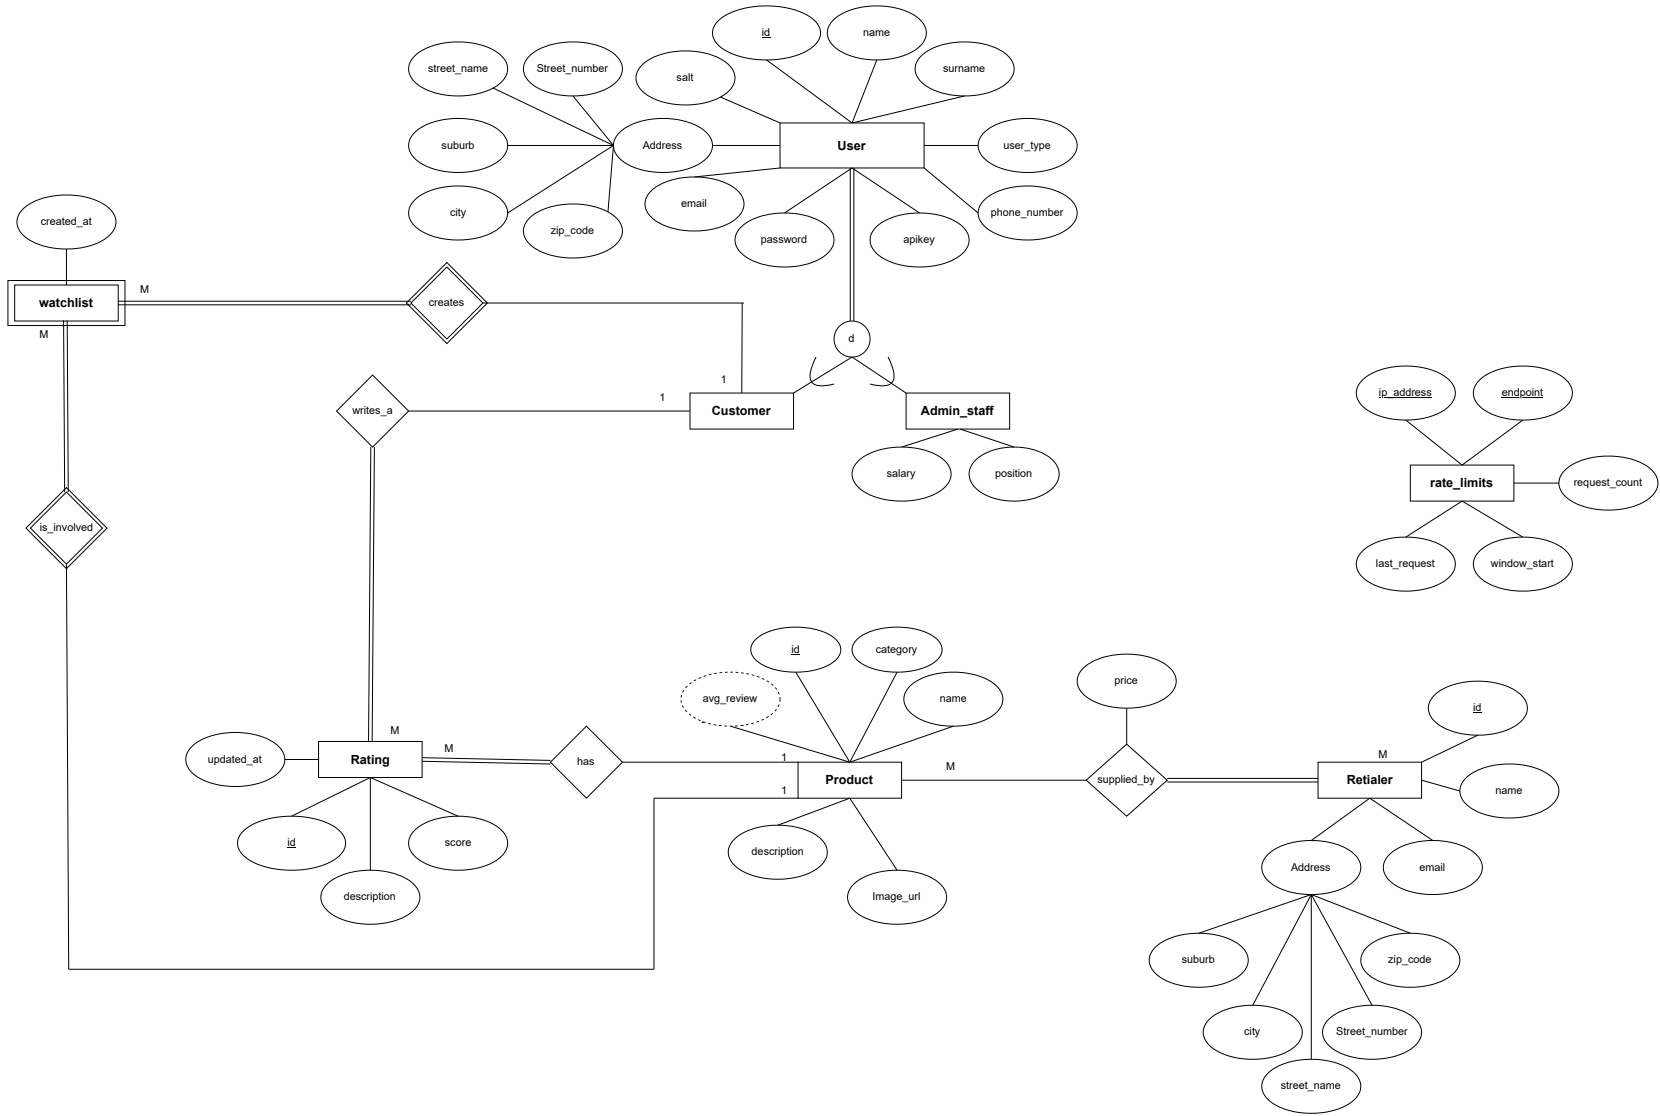 id
name
street_name
Street_number
surname
salt
suburb
Address
User
user_type
email
city
phone_number
created_at
zip_code
password
apikey
M
watchlist
creates
M
d
1
1
writes_a
Customer
Admin_staff
ip_address
endpoint
salary
position
rate_limits
request_count
is_involved
last_request
window_start
id
category
price
avg_review
name
id
M
M
updated_at
Rating
has
1
M
M
Product
supplied_by
Retialer
1
name
id
score
description
Address
email
description
Image_url
suburb
zip_code
city
Street_number
street_name